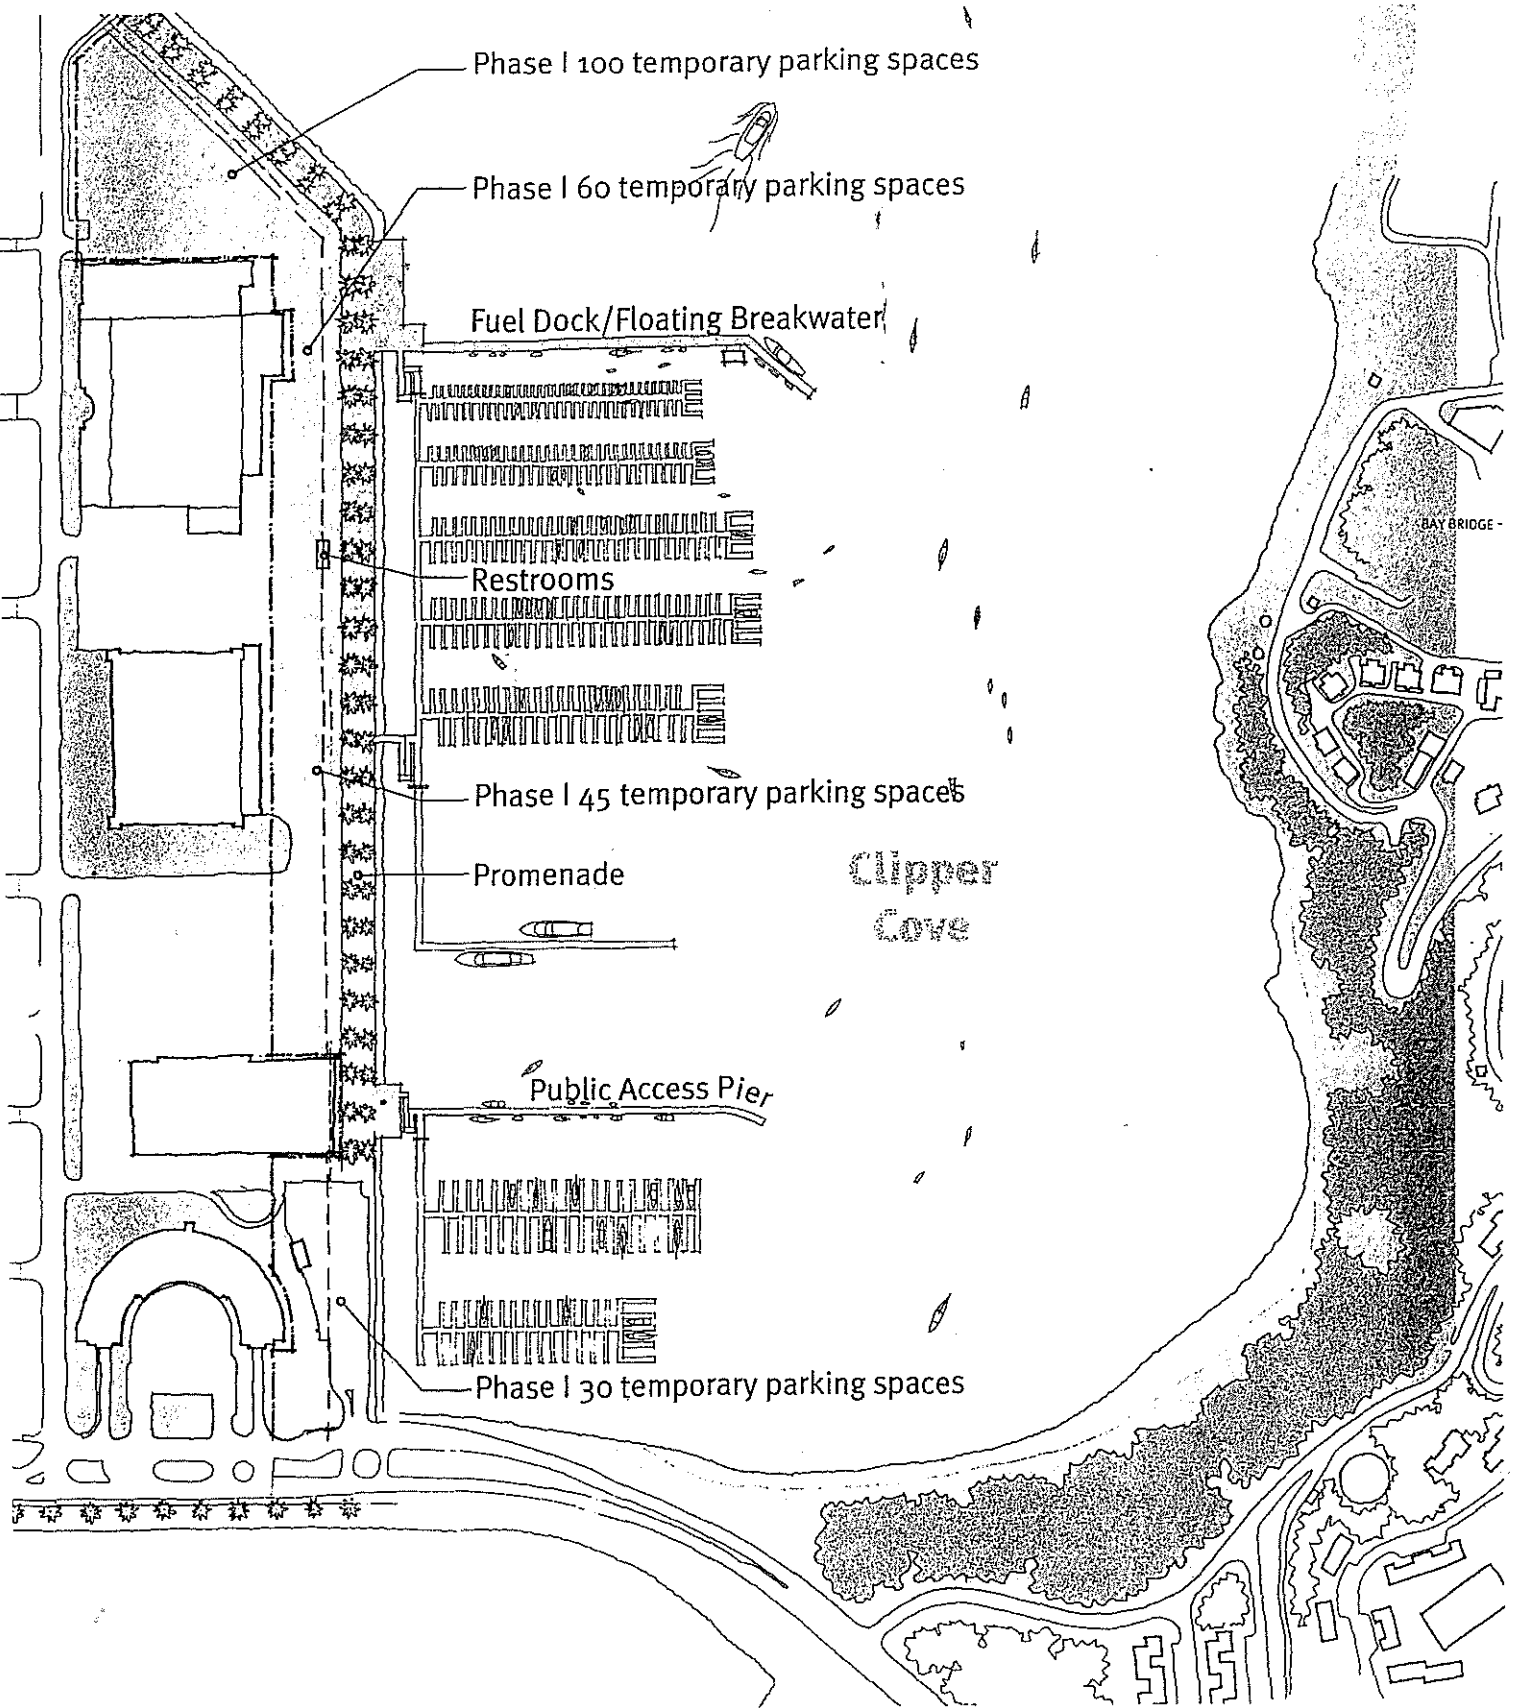 Phase I 100 temporary parking spaces
Phase I 60 temporary parking spaces
Fuel Dock/Floating Breakwater
BAY BRIDGE -
Restrooms
Phase I 45 temporary parking spaces
Clipper
Cove
Promenade
Public Access Pier
Phase I 30 temporary parking spaces